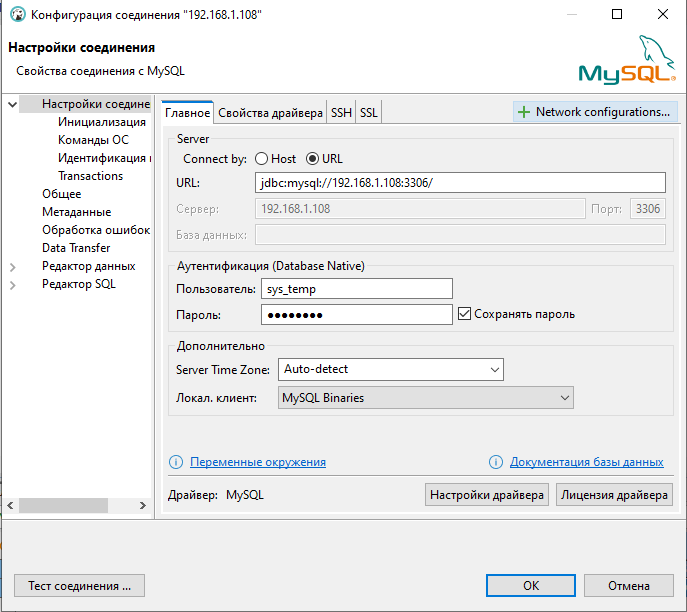 Конфигурация соединения "192.168.1.108"
Настройки соединения
Свойства соединения с MySQL
MySQL®
Настройки соедине
Инициализация
Команды ОС
Идентификация
Transactions
Общее
Метаданные
Обработка ошибок
Data Transfer
Редактор данных
Редактор SQL
Главное Свойства драйвера SSH SSL
Network configurations...
Server
Connect by: Host URL
URL: jdbc:mysql://192.168.1.108:3306/
Сервер: 192.168.1.108 Порт: 3306
База данных:
Аутентификация (Database Native)
Пользователь: sys_temp
Пароль: ●●●●●●●● Сохранять пароль
Дополнительно
Server Time Zone: Auto-detect
Локал. клиент: MySQL Binaries
Переменные окружения Документация базы данных
Драйвер: MySQL Настройки драйвера Лицензия драйвера
Тест соединения ... ОК Отмена